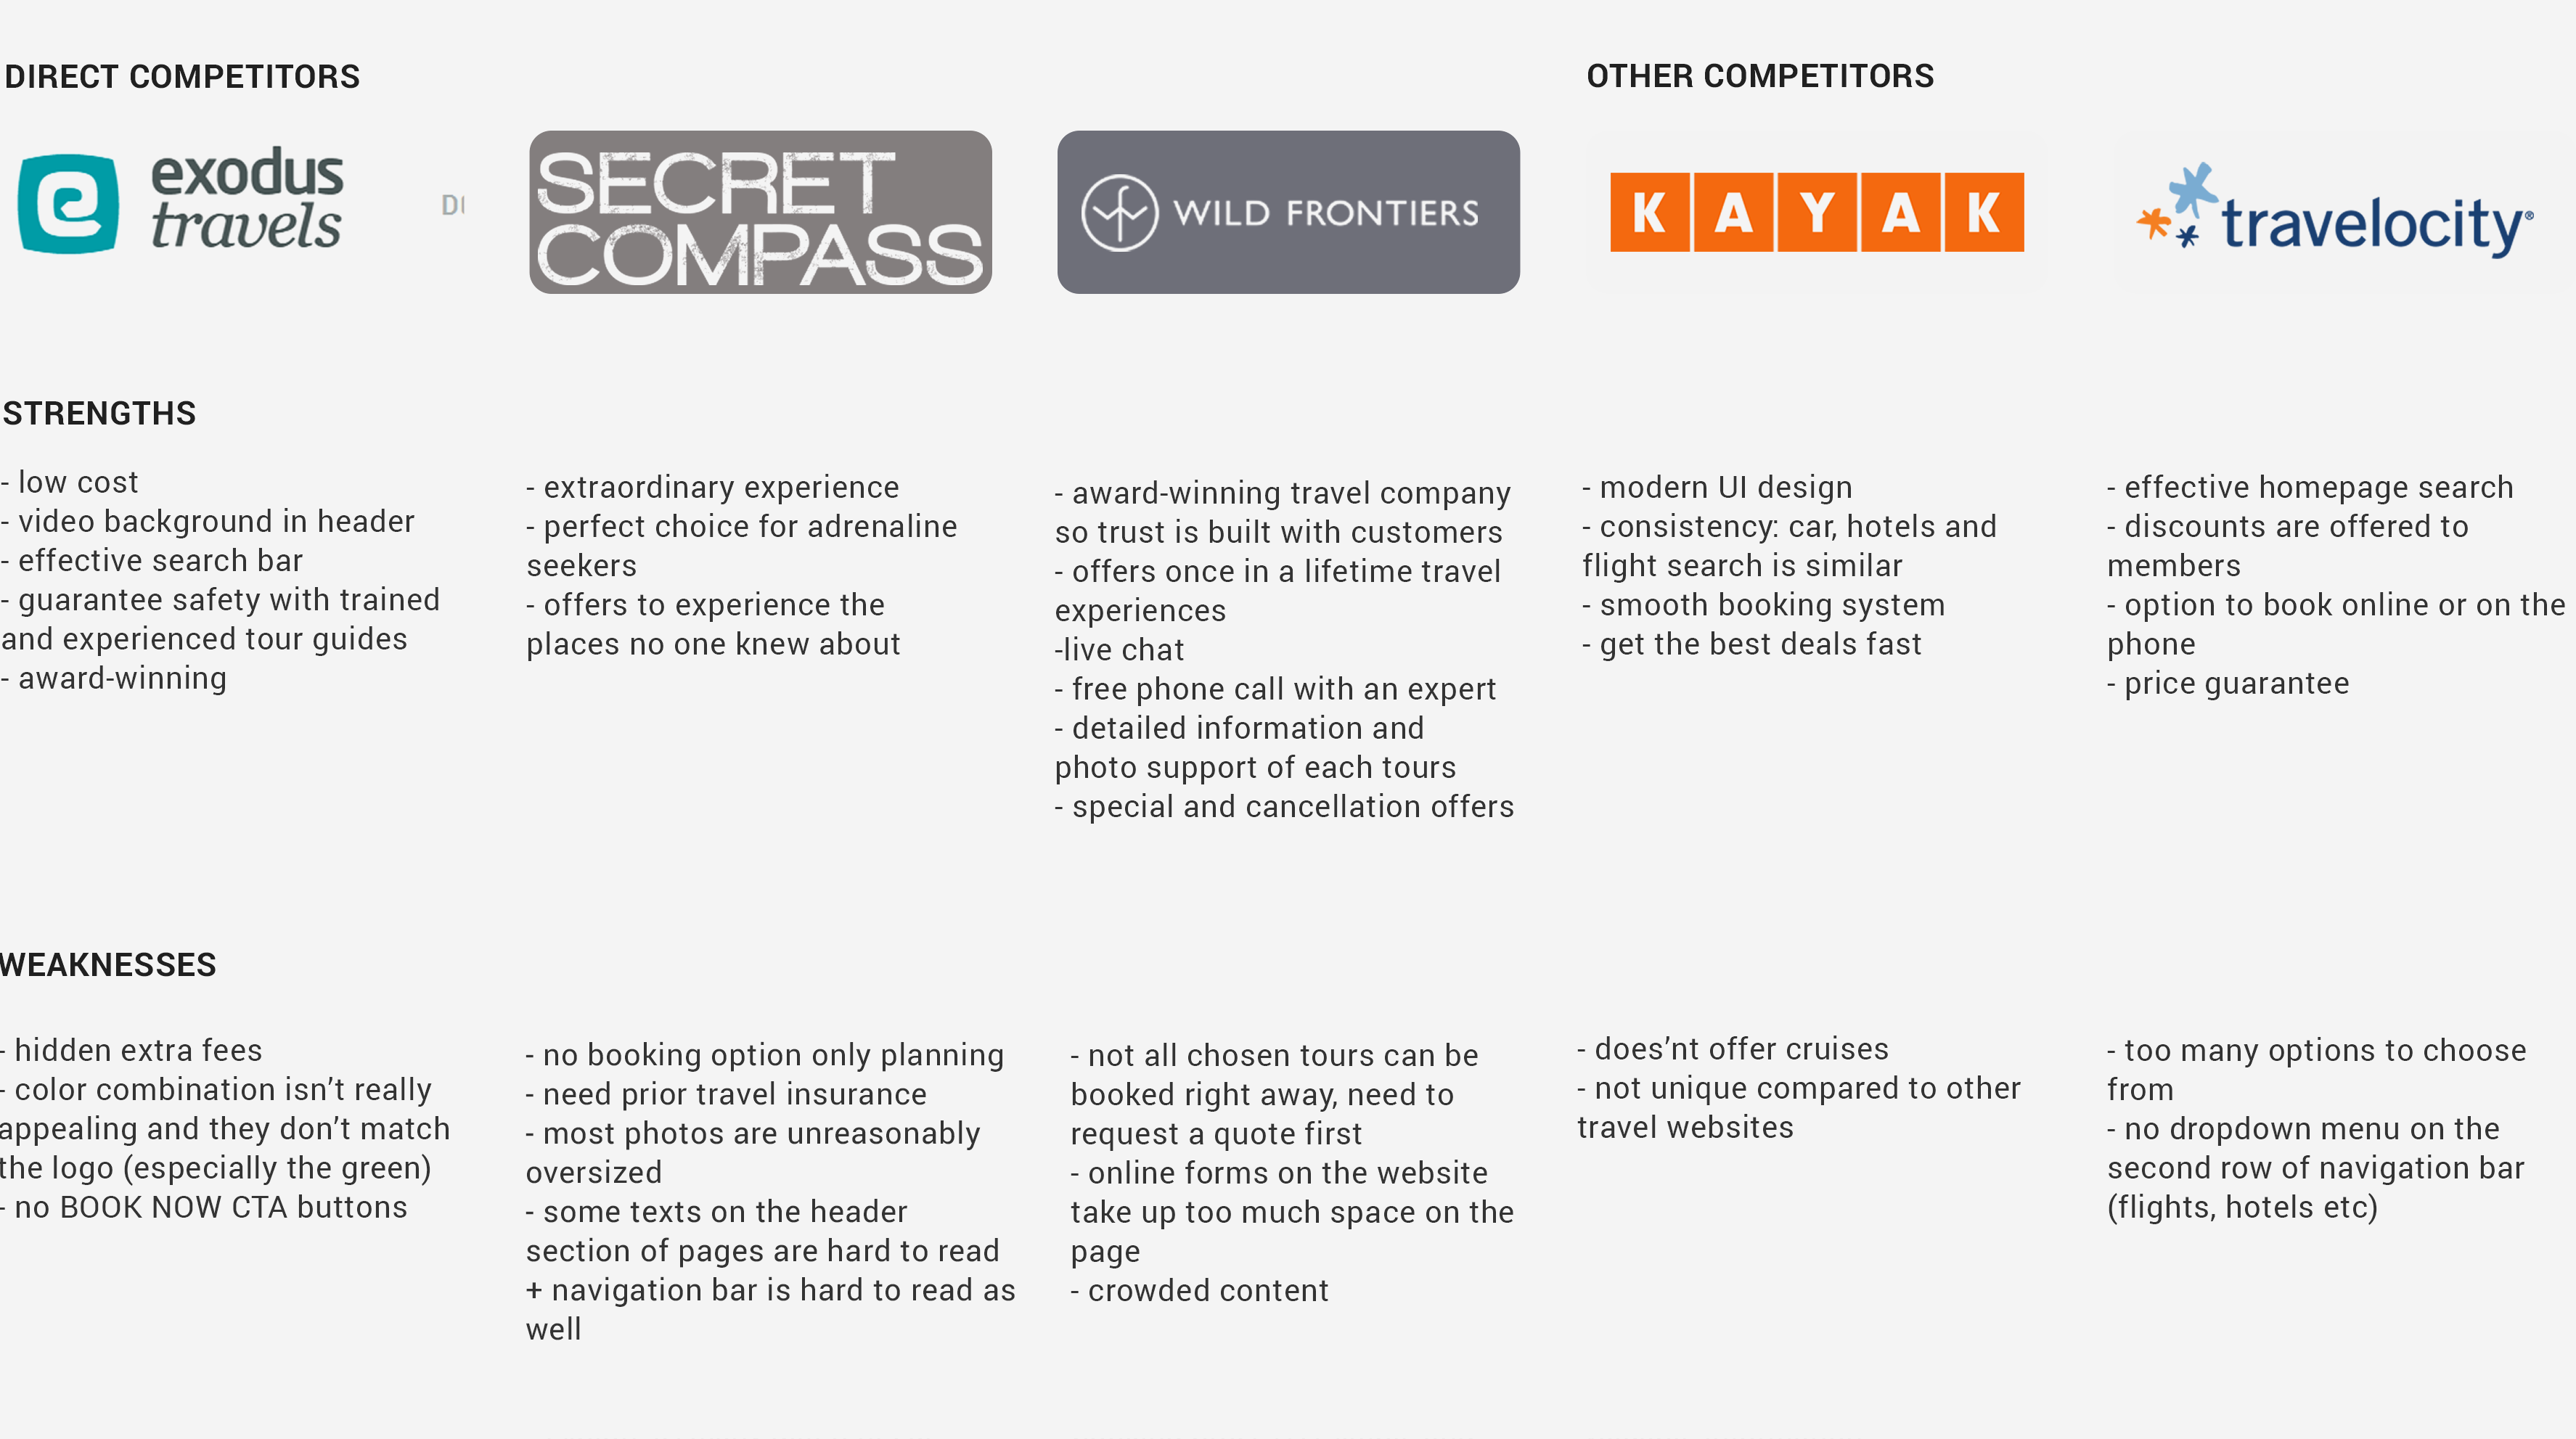 DIRECT COMPETITORS
OTHER COMPETITORS
exodus
travels
SECRET
COMPASS
WILD FRONTIERS
KAYAK
travelocity®
STRENGTHS
- low cost
- video background in header
- effective search bar
- guarantee safety with trained
and experienced tour guides
- award-winning
- extraordinary experience
- perfect choice for adrenaline
seekers
- offers to experience the
places no one knew about
- award-winning travel company
so trust is built with customers
- offers once in a lifetime travel
experiences
-live chat
- free phone call with an expert
- detailed information and
photo support of each tours
- special and cancellation offers
- modern UI design
- consistency: car, hotels and
flight search is similar
- smooth booking system
- get the best deals fast
- effective homepage search
- discounts are offered to
members
- option to book online or on the
phone
- price guarantee
WEAKNESSES
- hidden extra fees
- color combination isn’t really
appealing and they don’t match
the logo (especially the green)
- no BOOK NOW CTA buttons
- no booking option only planning
- need prior travel insurance
- most photos are unreasonably
oversized
- some texts on the header
section of pages are hard to read
+ navigation bar is hard to read as
well
- not all chosen tours can be
booked right away, need to
request a quote first
- online forms on the website
take up too much space on the
page
- crowded content
- does’nt offer cruises
- not unique compared to other
travel websites
- too many options to choose
from
- no dropdown menu on the
second row of navigation bar
(flights, hotels etc)